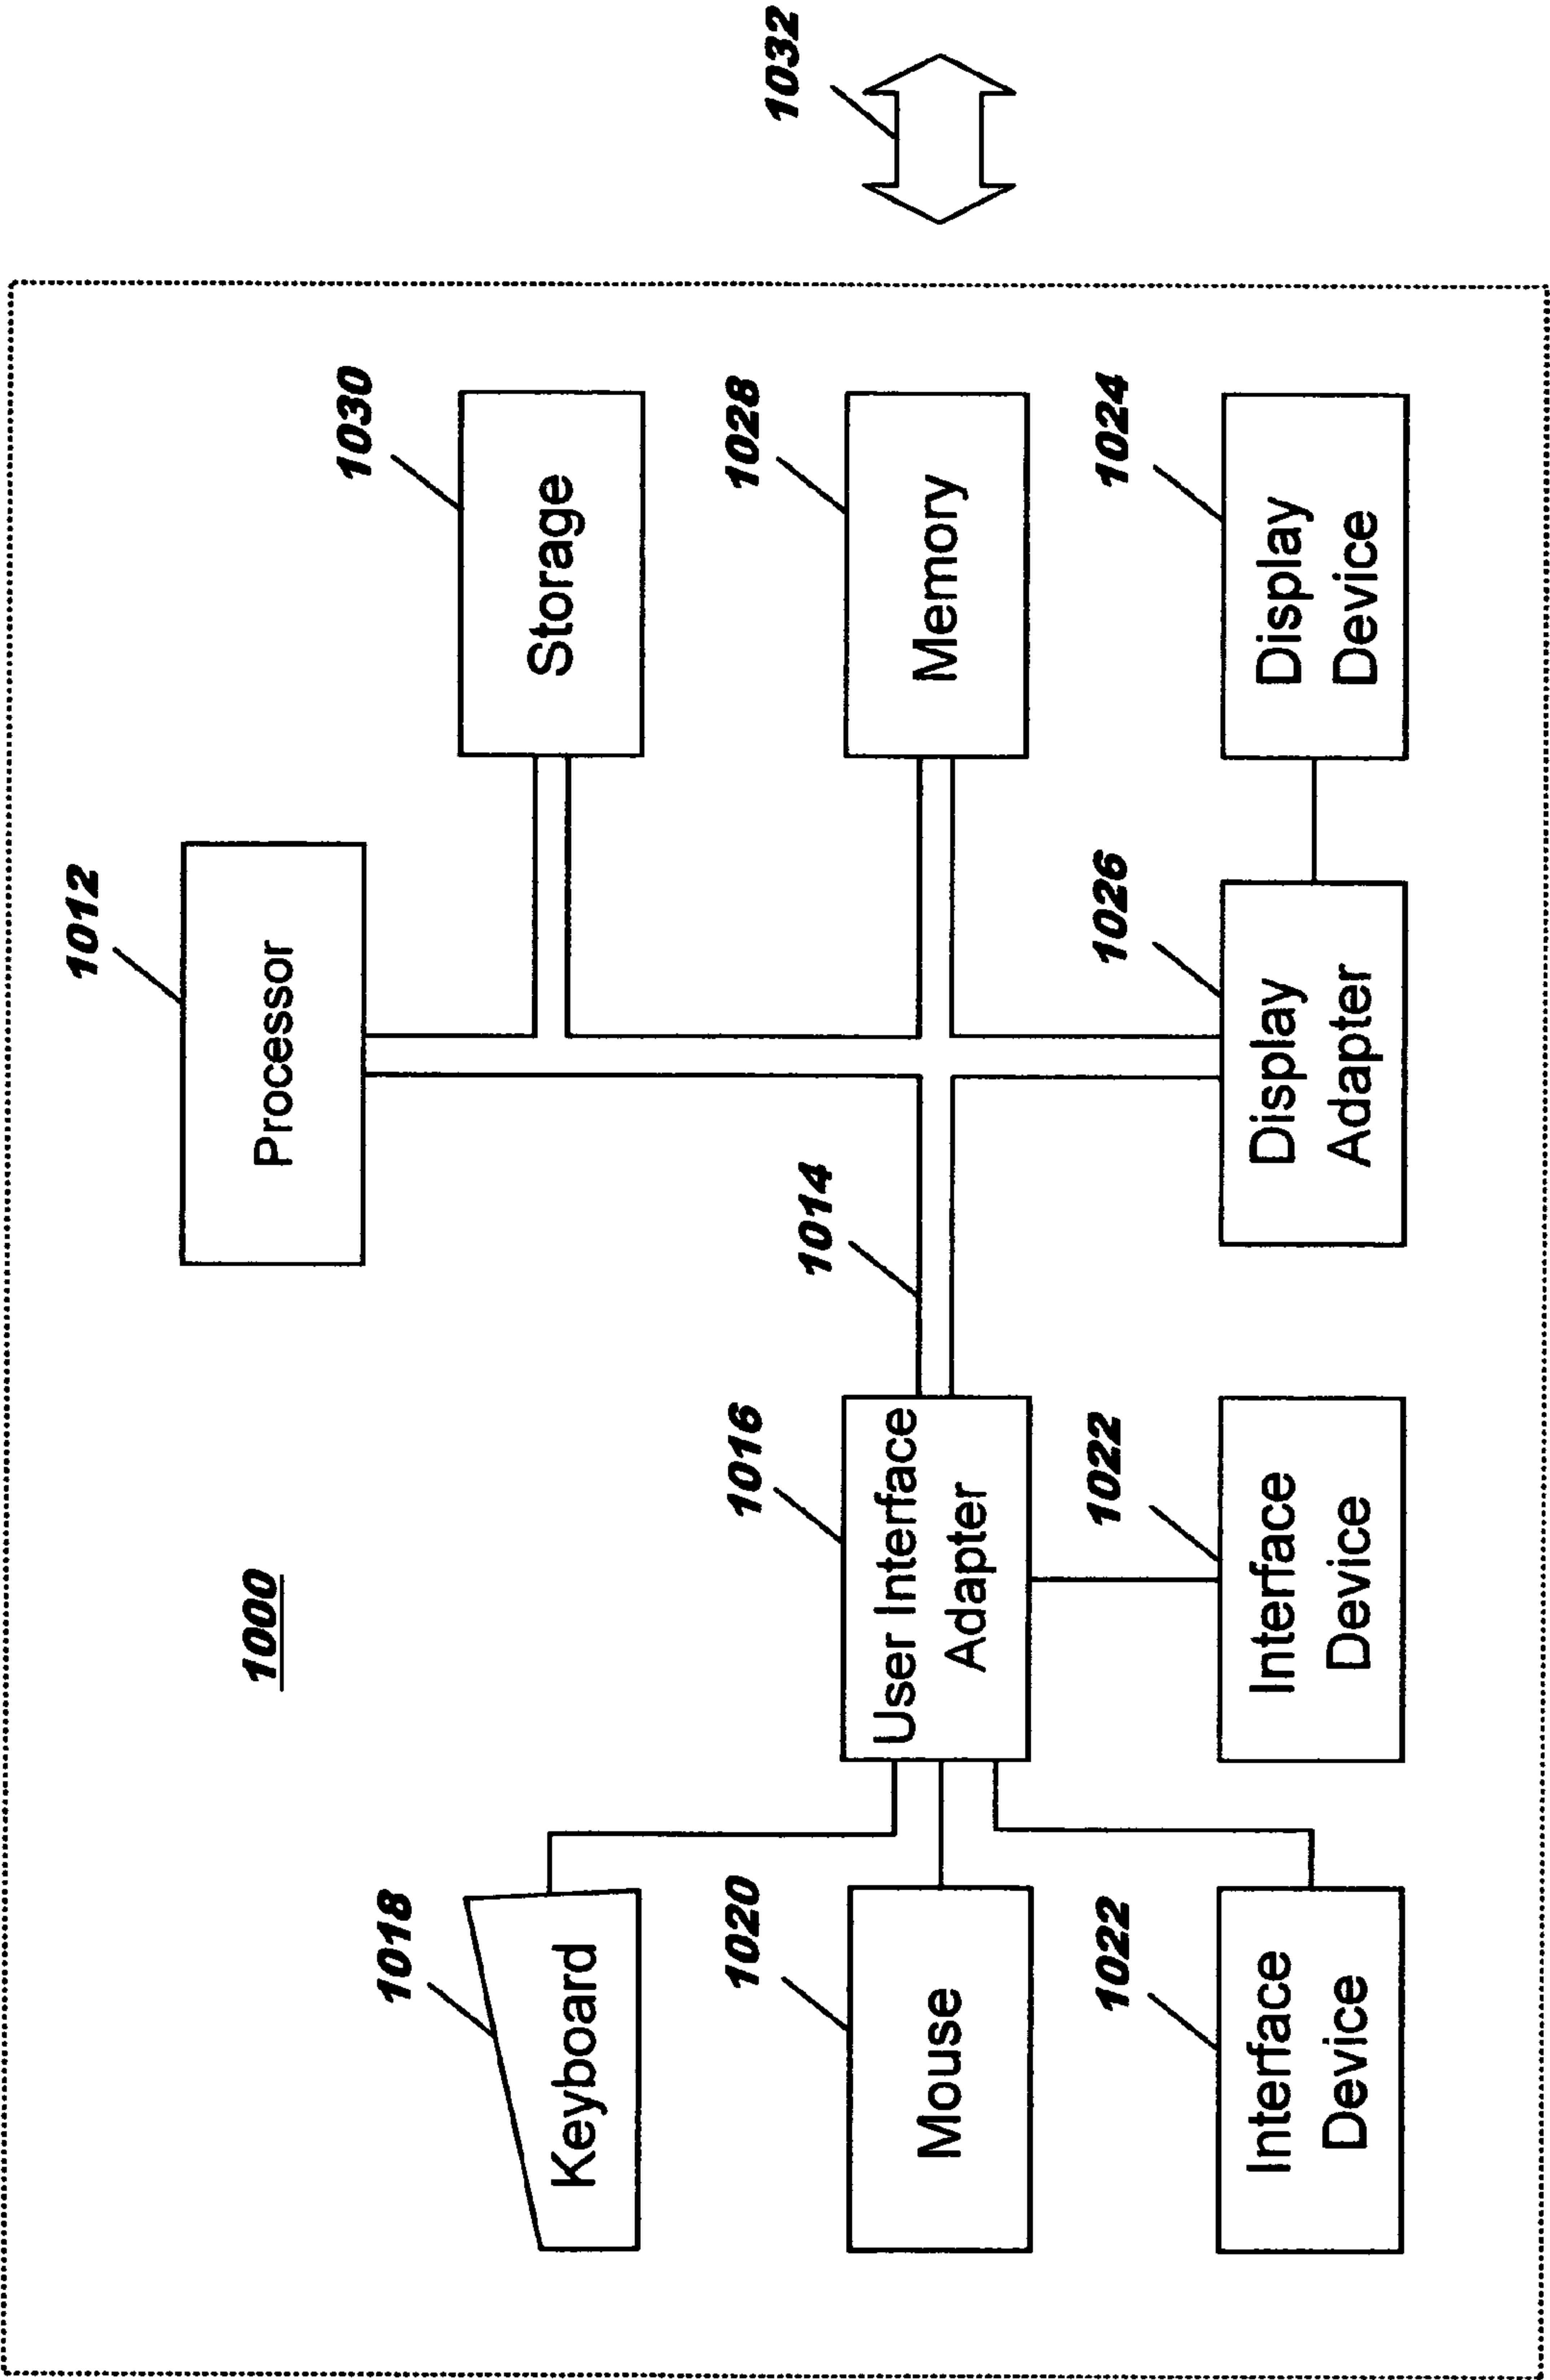 1012
1000
Processor
1018
1030
Keyboard
Storage
1020
1016
1028
1032
1014
Mouse
User Interface
Adapter
Memory
1022
1022
1026
1024
Interface
Device
Interface
Device
Display
Adapter
Display
Device